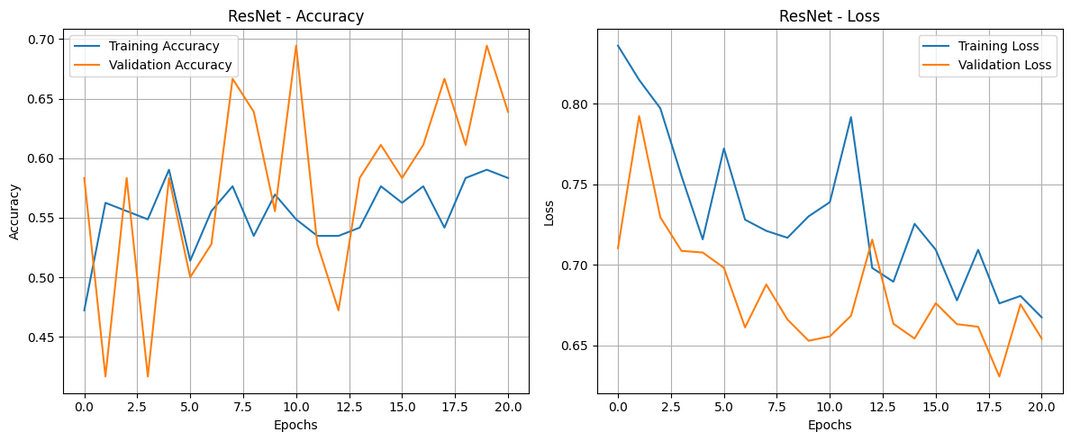 ResNet - Accuracy
Training Accuracy
Validation Accuracy
0.70
0.65
0.60
0.55
0.50
0.45
Accuracy
0.0 2.5 5.0 7.5 10.0 12.5 15.0 17.5 20.0
Epochs
ResNet - Loss
Training Loss
Validation Loss
0.80
0.75
0.70
0.65
Loss
0.0 2.5 5.0 7.5 10.0 12.5 15.0 17.5 20.0
Epochs